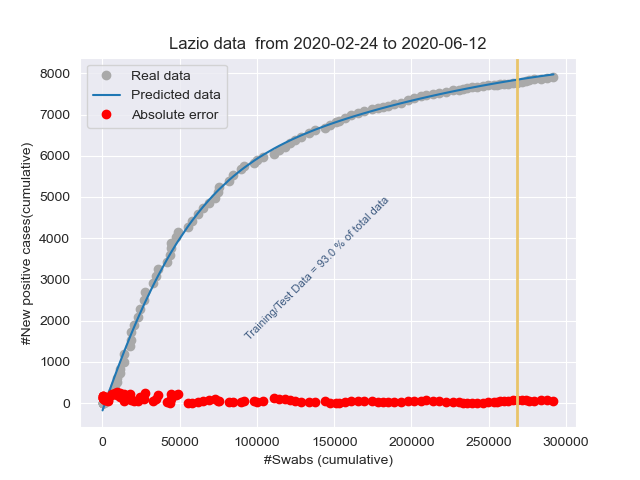 Lazio data  from 2020-02-24 to 2020-06-12
Real data
Predicted data
Absolute error
#New positive cases(cumulative)
8000
7000
6000
5000
4000
3000
2000
1000
0
Training/Test Data = 93.0 % of total data
0
50000
100000
150000
200000
250000
300000
#Swabs (cumulative)